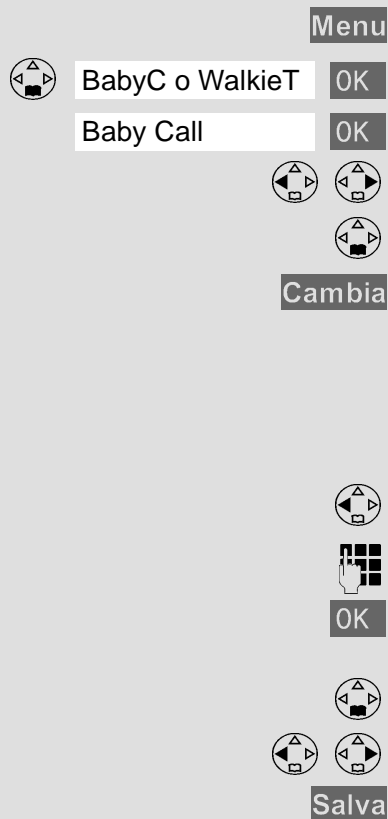 Menu
BabyC o WalkieT OK
Baby Call OK
Cambia
OK
Salva